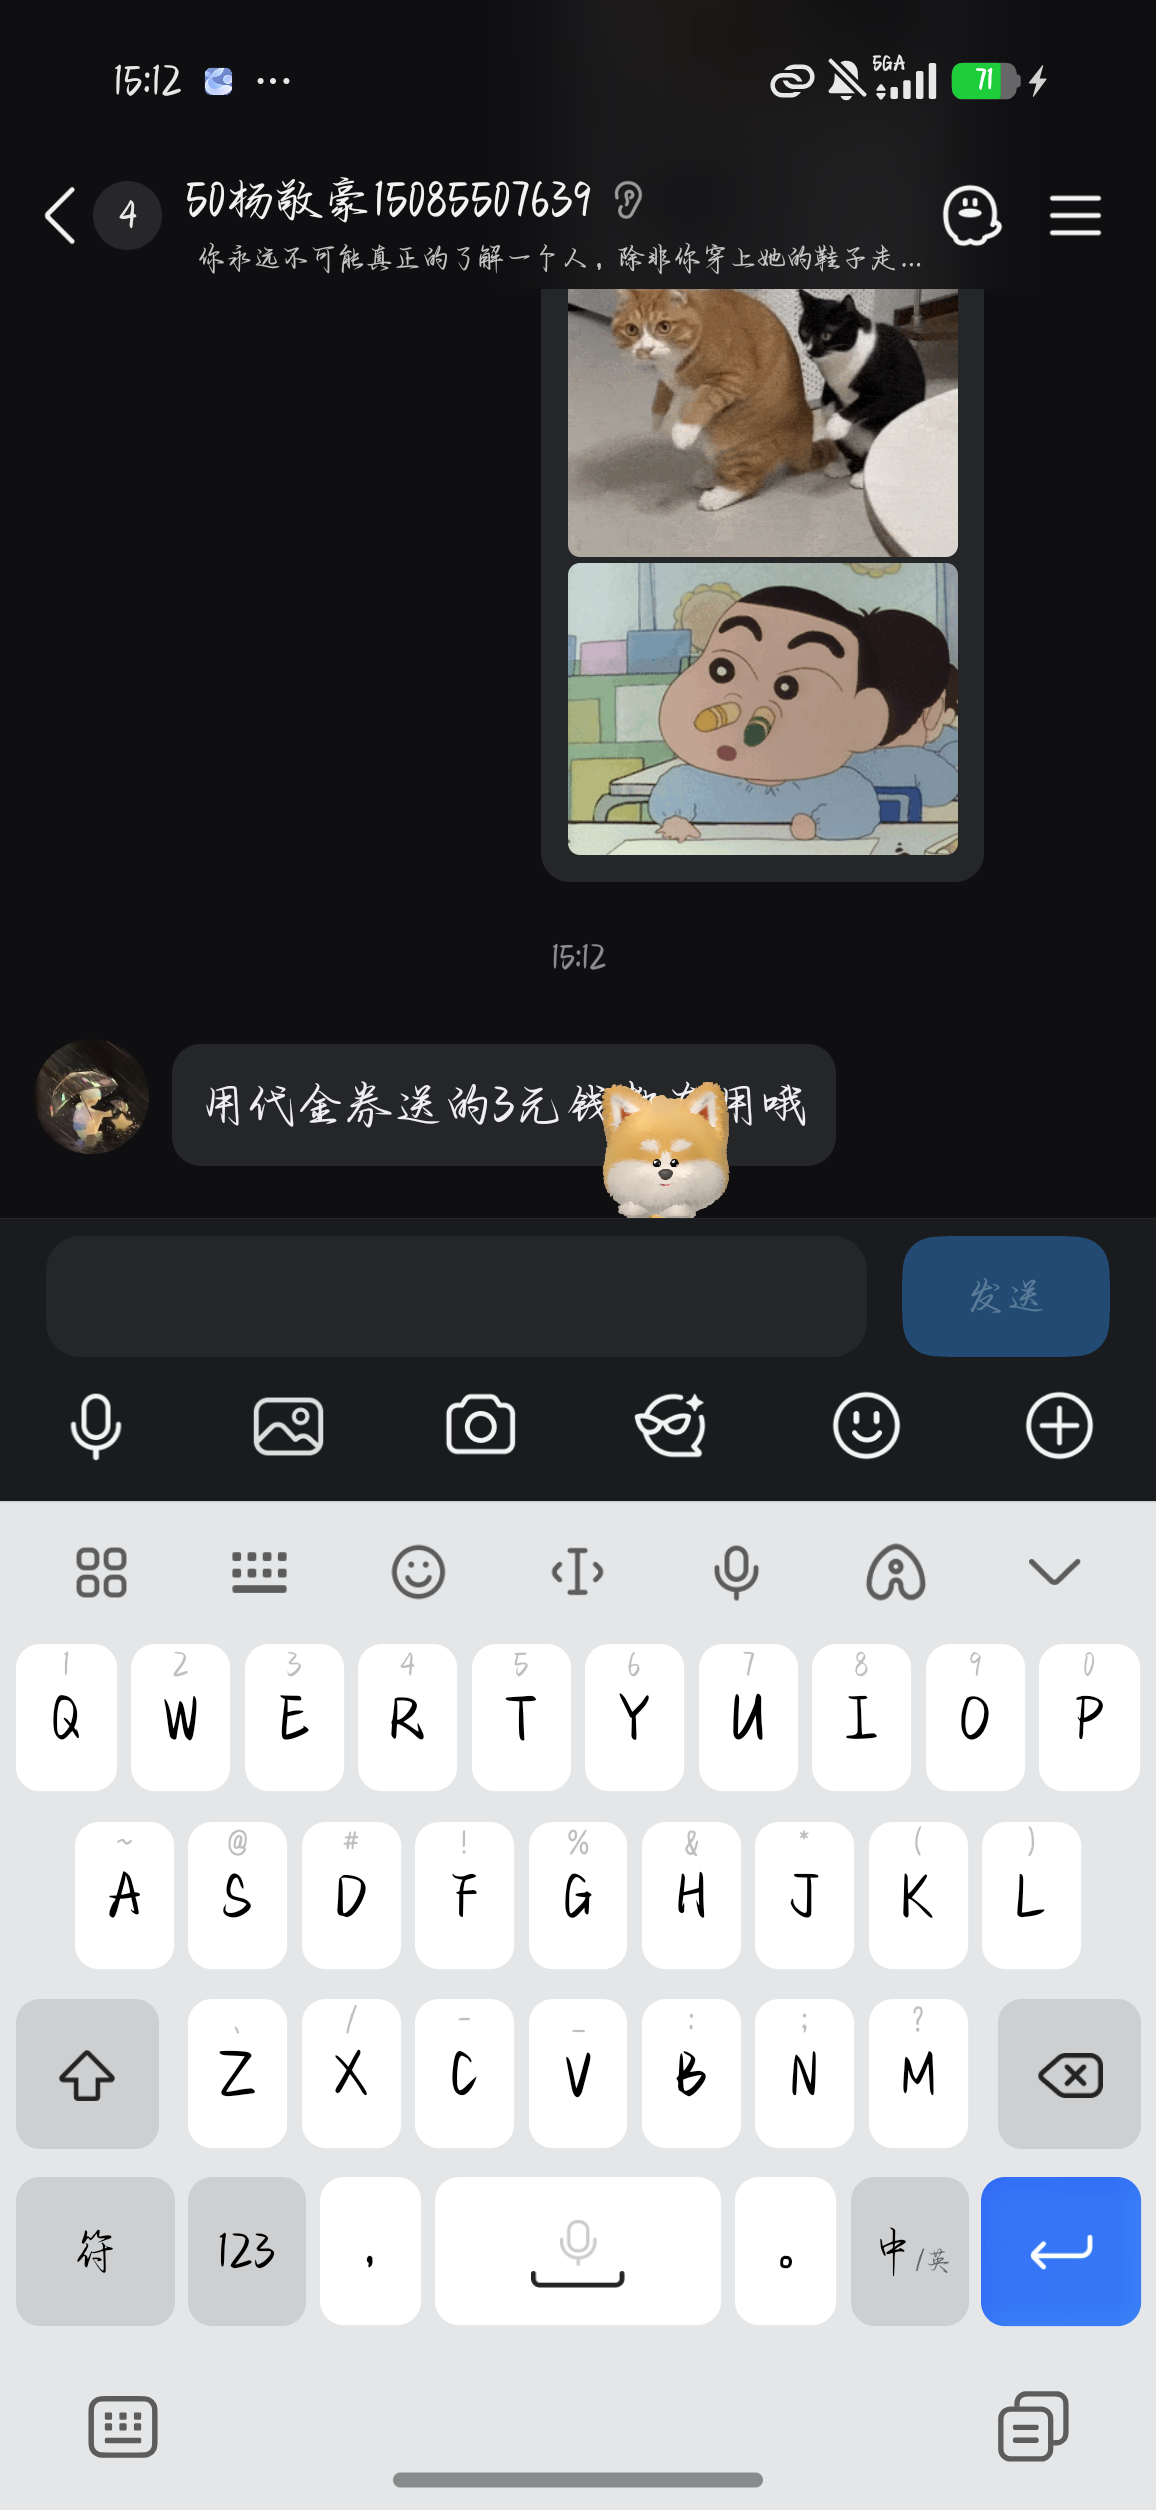 15:12 ... 5GA 71
4 50杨敬豪15085507639
你永远不可能真正的了解一个人，除非你穿上她的鞋子走...
15:12
用代金券送的3元钱 用哦
发送
1 2 3 4 5 6 7 8 9 0
Q W E R T Y U I O P
~ @ # ! % & * ( )
A S D F G H J K L
、 / - _ : ; ?
Z X C V B N M
符 123 , 。 中/英